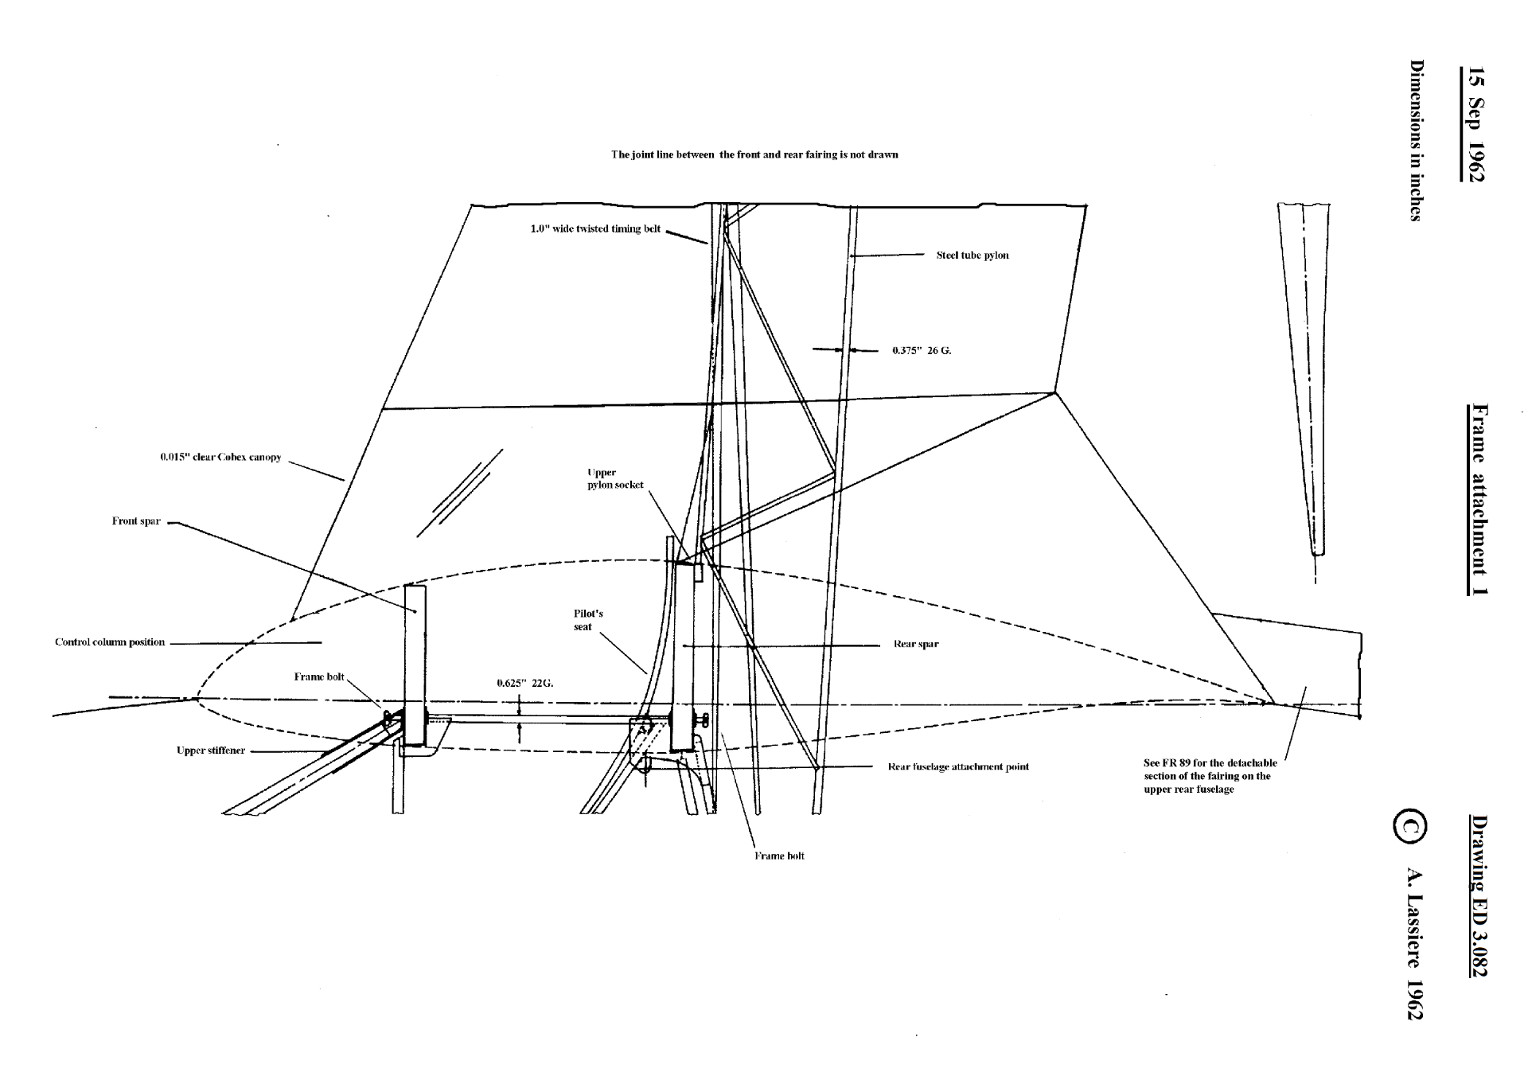 15 Sep 1962
Dimensions in inches
Frame attachment 1
Drawing ED 3.082
© A. Lassiere 1962
The joint line between the front and rear fairing is not drawn
1.0" wide twisted timing belt
Steel tube pylon
0.375" 26 G.
0.015" clear Cobex canopy
Upper
pylon socket
Front spar
Pilot's
seat
Control column position
Rear spar
Frame bolt
0.625" 22G.
Upper stiffener
Rear fuselage attachment point
See FR 89 for the detachable
section of the fairing on the
upper rear fuselage
Frame bolt